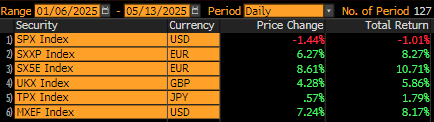 Range 01/06/2025 - 05/13/2025 Period Daily No. of Period 127
Security Currency Price Change Total Return
1) SPX Index USD -1.44% -1.01%
2) SXXP Index EUR 6.27% 8.27%
3) SX5E Index EUR 8.61% 10.71%
4) UKX Index GBP 4.28% 5.86%
5) TPX Index JPY .57% 1.79%
6) MXEF Index USD 7.24% 8.17%